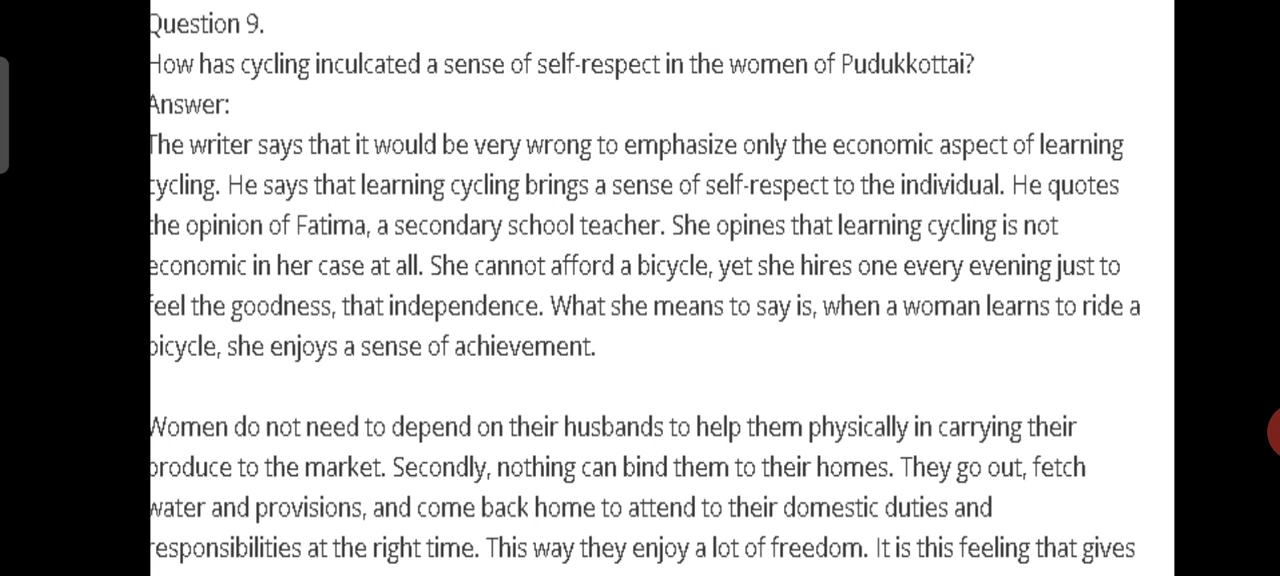 Question 9.
How has cycling inculcated a sense of self-respect in the women of Pudukkottai?
Answer:
The writer says that it would be very wrong to emphasize only the economic aspect of learning
cycling. He says that learning cycling brings a sense of self-respect to the individual. He quotes
the opinion of Fatima, a secondary school teacher. She opines that learning cycling is not
economic in her case at all. She cannot afford a bicycle, yet she hires one every evening just to
feel the goodness, that independence. What she means to say is, when a woman learns to ride a
bicycle, she enjoys a sense of achievement.
Women do not need to depend on their husbands to help them physically in carrying their
produce to the market. Secondly, nothing can bind them to their homes. They go out, fetch
water and provisions, and come back home to attend to their domestic duties and
responsibilities at the right time. This way they enjoy a lot of freedom. It is this feeling that gives